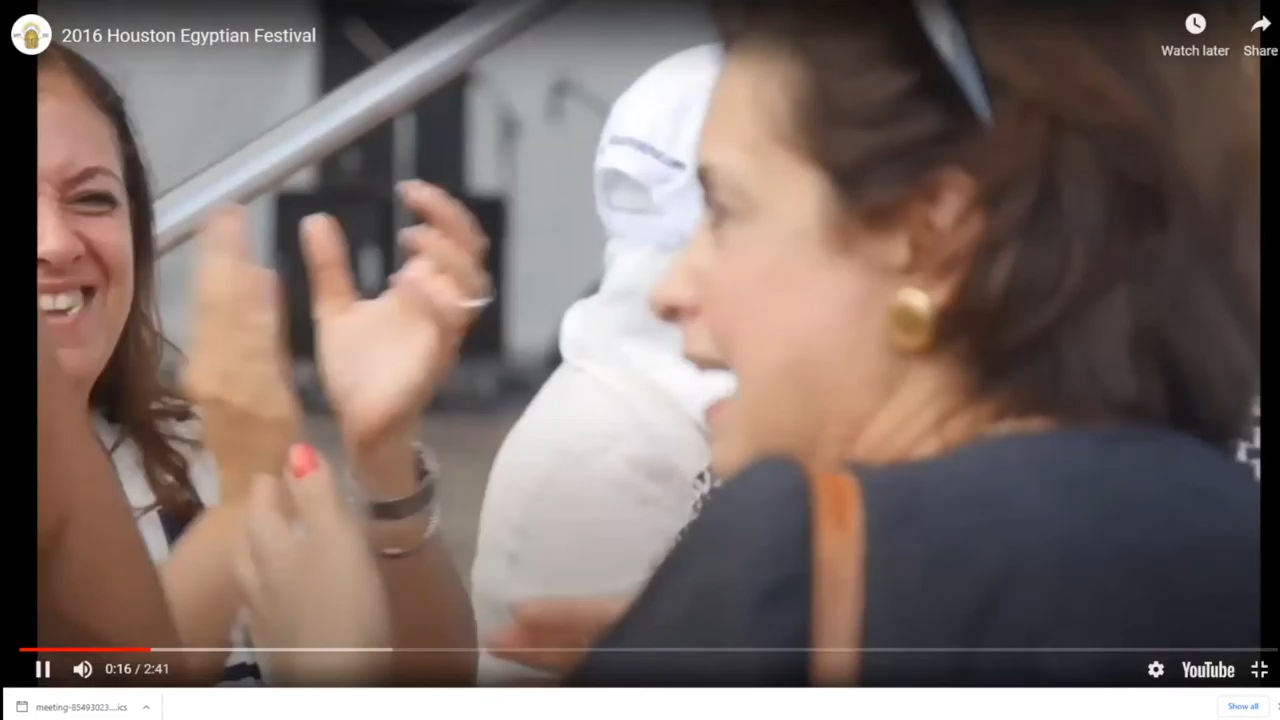 2016 Houston Egyptian Festival
Watch later
Share
0:16 / 2:41
YouTube
meeting-85493023....ics
Show all